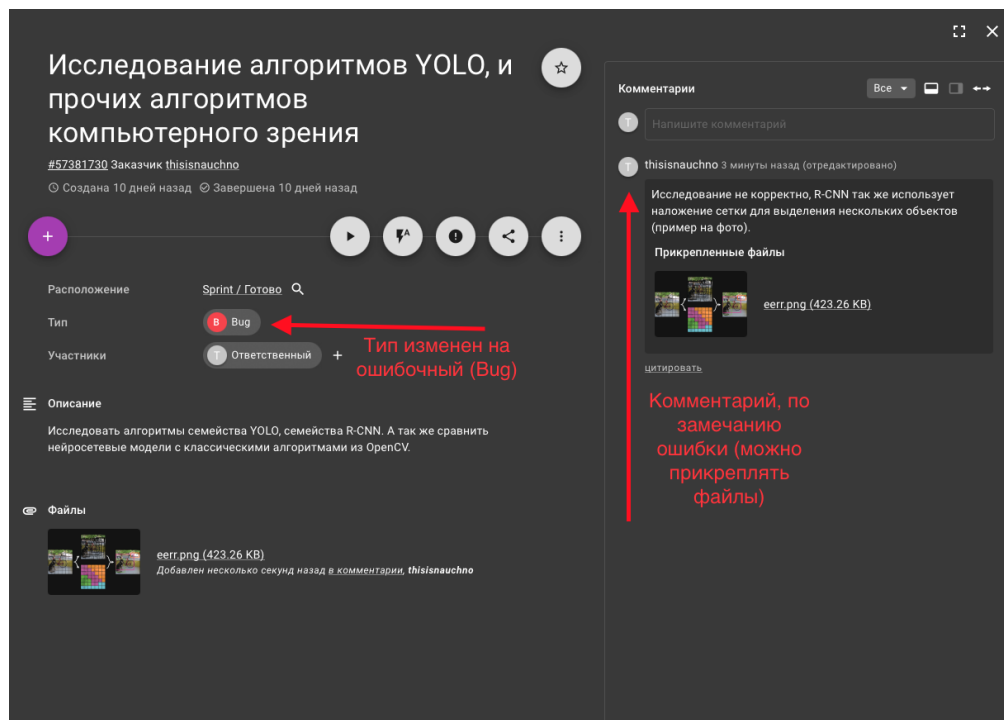 Исследование алгоритмов YOLO, и
прочих алгоритмов
компьютерного зрения
#57381730 Заказчик thisisnauchno
Создана 10 дней назад Завершена 10 дней назад
Расположение Sprint / Готово
Тип B Bug
Участники T Ответственный +
Тип изменен на
ошибочный (Bug)
Описание
Исследовать алгоритмы семейства YOLO, семейства R-CNN. А так же сравнить
нейросетевые модели с классическими алгоритмами из OpenCV.
Файлы
eerr.png (423.26 KB)
Добавлен несколько секунд назад в комментарии, thisisnauchno
Комментарии Все
T Напишите комментарий
T thisisnauchno 3 минуты назад (отредактировано)
Исследование не корректно, R-CNN так же использует
наложение сетки для выделения нескольких объектов
(пример на фото).
Прикрепленные файлы
eerr.png (423.26 KB)
цитировать
Комментарий, по
замечанию
ошибки (можно
прикреплять
файлы)